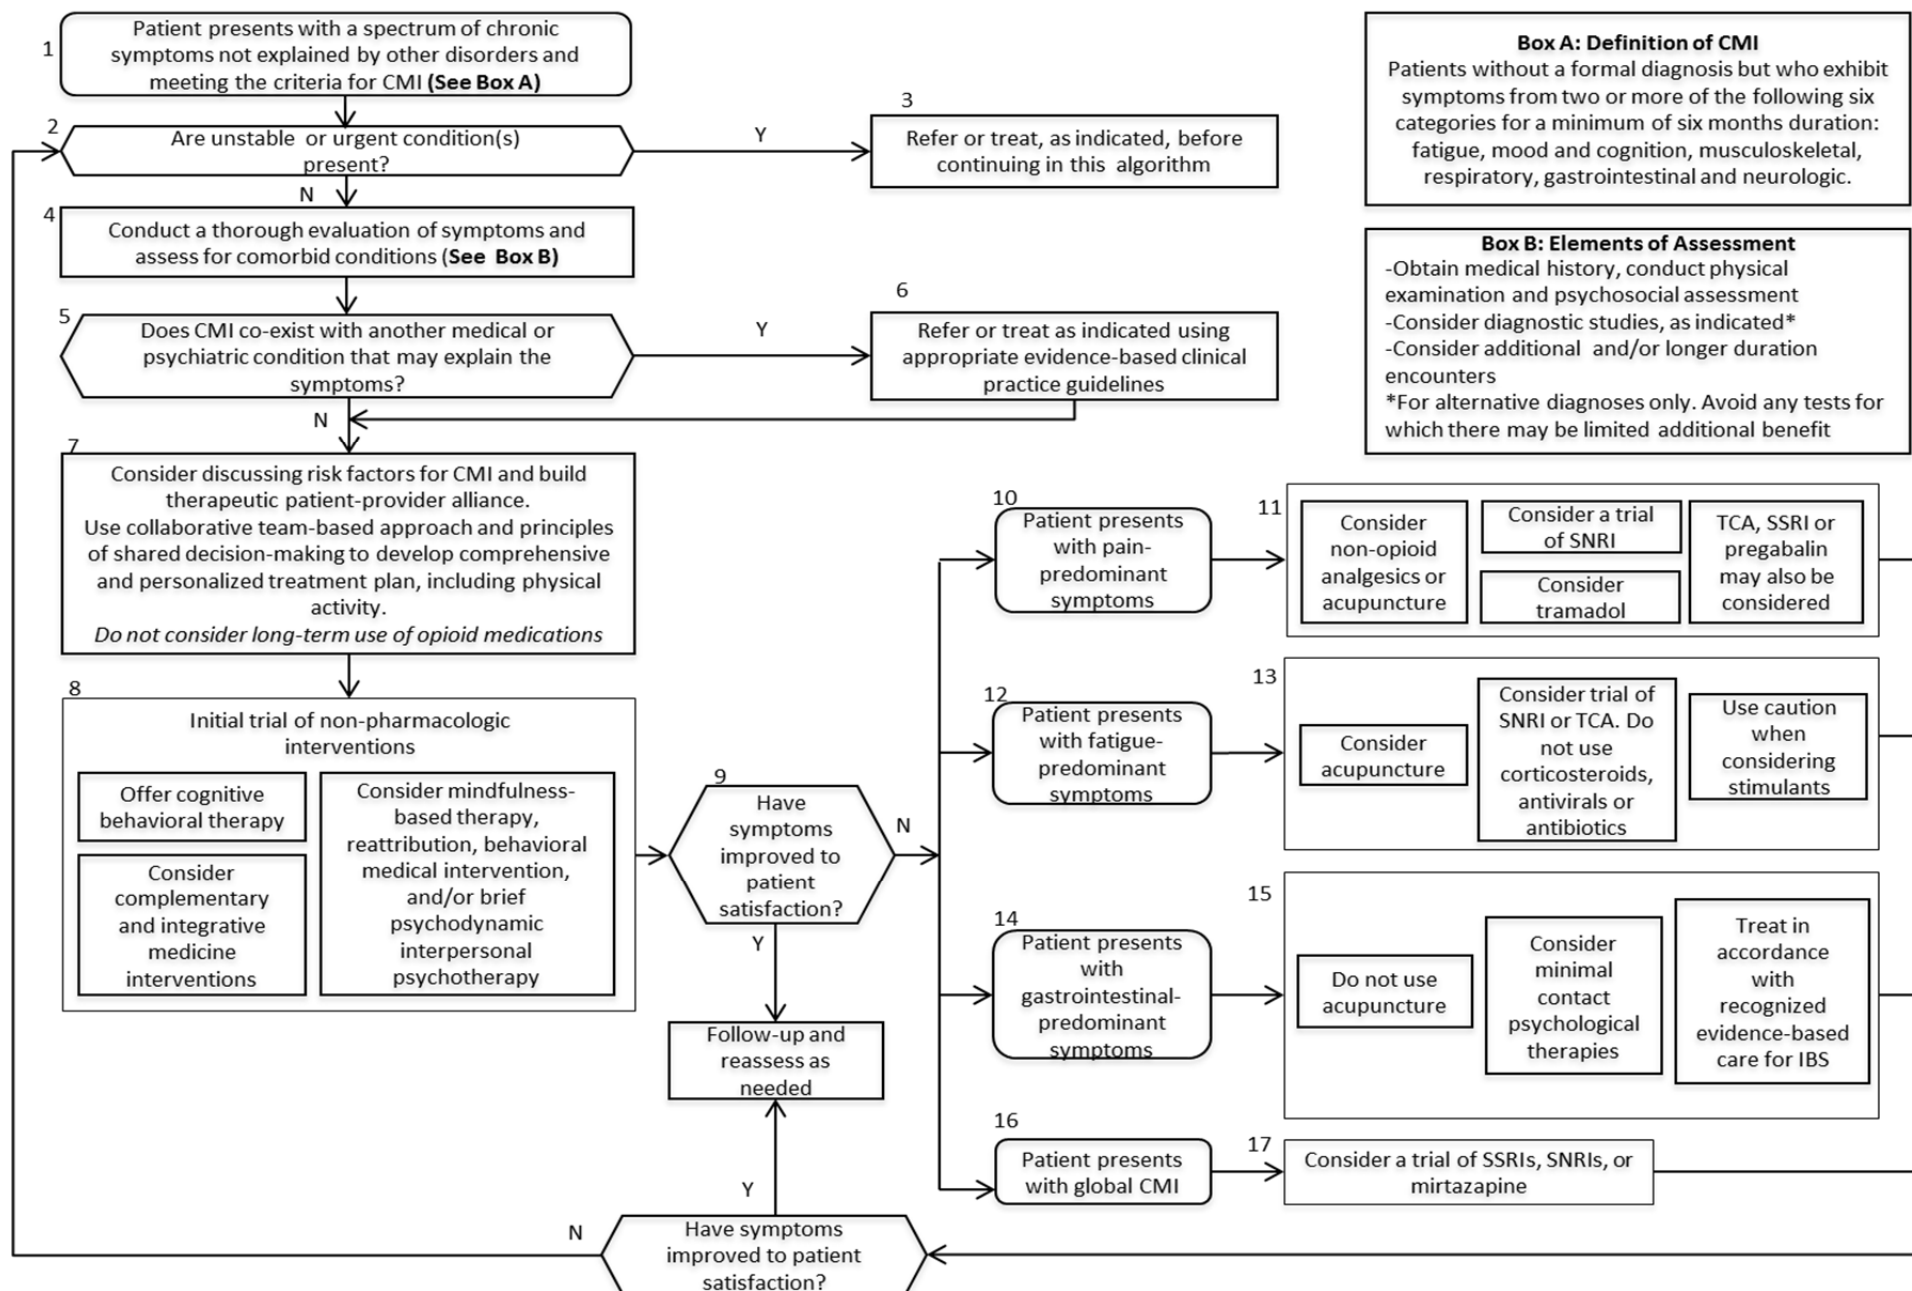 1
Patient presents with a spectrum of chronic
symptoms not explained by other disorders and
meeting the criteria for CMI (See Box A)
2
Are unstable or urgent condition(s)
present?
Y
N
3
Refer or treat, as indicated, before
continuing in this algorithm
Box A: Definition of CMI
Patients without a formal diagnosis but who exhibit
symptoms from two or more of the following six
categories for a minimum of six months duration:
fatigue, mood and cognition, musculoskeletal,
respiratory, gastrointestinal and neurologic.
4
Conduct a thorough evaluation of symptoms and
assess for comorbid conditions (See Box B)
Box B: Elements of Assessment
-Obtain medical history, conduct physical
examination and psychosocial assessment
-Consider diagnostic studies, as indicated*
-Consider additional and/or longer duration
encounters
*For alternative diagnoses only. Avoid any tests for
which there may be limited additional benefit
5
Does CMI co-exist with another medical or
psychiatric condition that may explain the
symptoms?
Y
N
6
Refer or treat as indicated using
appropriate evidence-based clinical
practice guidelines
7
Consider discussing risk factors for CMI and build
therapeutic patient-provider alliance.
Use collaborative team-based approach and principles
of shared decision-making to develop comprehensive
and personalized treatment plan, including physical
activity.
Do not consider long-term use of opioid medications
8
Initial trial of non-pharmacologic
interventions
Offer cognitive
behavioral therapy
Consider
complementary
and integrative
medicine
interventions
Consider mindfulness-
based therapy,
reattribution, behavioral
medical intervention,
and/or brief
psychodynamic
interpersonal
psychotherapy
9
Have
symptoms
improved to
patient
satisfaction?
N
Y
Follow-up and
reassess as
needed
10
Patient presents
with pain-
predominant
symptoms
11
Consider
non-opioid
analgesics or
acupuncture
Consider a trial
of SNRI
Consider
tramadol
TCA, SSRI or
pregabalin
may also be
considered
12
Patient presents
with fatigue-
predominant
symptoms
13
Consider
acupuncture
Consider trial of
SNRI or TCA. Do
not use
corticosteroids,
antivirals or
antibiotics
Use caution
when
considering
stimulants
14
Patient presents
with
gastrointestinal-
predominant
symptoms
15
Do not use
acupuncture
Consider
minimal
contact
psychological
therapies
Treat in
accordance
with
recognized
evidence-based
care for IBS
16
Patient presents
with global CMI
17
Consider a trial of SSRIs, SNRIs, or
mirtazapine
Y
N
Have symptoms
improved to patient
satisfaction?